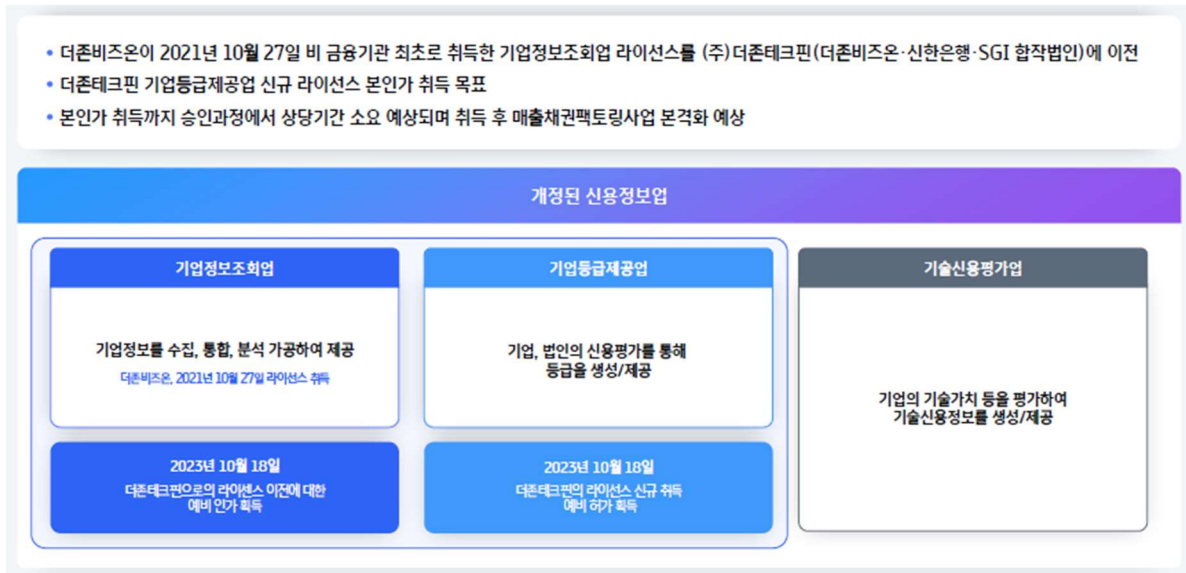 • 더존비즈온이 2021년 10월 27일 비 금융기관 최초로 취득한 기업정보조회업 라이선스를 (주)더존테크핀(더존비즈온·신한은행·SGI 합작법인)에 이전
• 더존테크핀 기업등급제공업 신규 라이선스 본인가 취득 목표
• 본인가 취득까지 승인과정에서 상당기간 소요 예상되며 취득 후 매출채권팩토링사업 본격화 예상
개정된 신용정보업
기업정보조회업
기업정보를 수집, 통합, 분석 가공하여 제공
더존비즈온, 2021년 10월 27일 라이선스 취득
2023년 10월 18일
더존테크핀으로의 라이센스 이전에 대한
예비 인가 획득
기업등급제공업
기업, 법인의 신용평가를 통해
등급을 생성/제공
2023년 10월 18일
더존테크핀의 라이선스 신규 취득
예비 허가 획득
기술신용평가업
기업의 기술가치 등을 평가하여
기술신용정보를 생성/제공